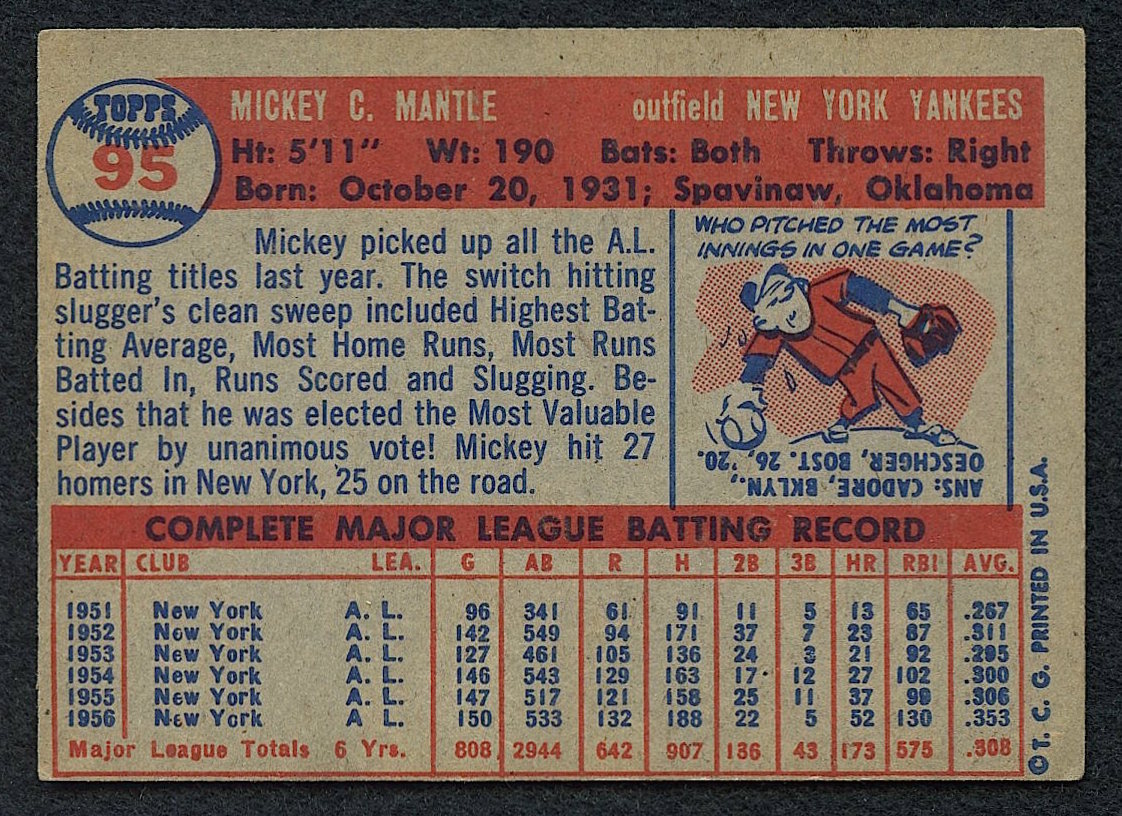 TOPPS
95
MICKEY C. MANTLE outfield NEW YORK YANKEES
Ht: 5'11" Wt: 190 Bats: Both Throws: Right
Born: October 20, 1931; Spavinaw, Oklahoma
Mickey picked up all the A.L.
Batting titles last year. The switch hitting
slugger's clean sweep included Highest Bat-
ting Average, Most Home Runs, Most Runs
Batted In, Runs Scored and Slugging. Be-
sides that he was elected the Most Valuable
Player by unanimous vote! Mickey hit 27
homers in New York, 25 on the road.
WHO PITCHED THE MOST
INNINGS IN ONE GAME?
ANS: CADORE, BKLYN.,
OESCHGER, BOST. 26, '20.
COMPLETE MAJOR LEAGUE BATTING RECORD
YEAR CLUB LEA. G AB R H 2B 3B HR RBI AVG.
1951 New York A. L. 96 341 61 91 11 5 13 65 .267
1952 New York A. L. 142 549 94 171 37 7 23 87 .311
1953 New York A. L. 127 461 105 136 24 3 21 92 .295
1954 New York A. L. 146 543 129 163 17 12 27 102 .300
1955 New York A. L. 147 517 121 158 25 11 37 99 .306
1956 New York A L. 150 533 132 188 22 5 52 130 .353
Major League Totals 6 Yrs. 808 2944 642 907 136 43 173 575 .308
©T. C. G. PRINTED IN U.S.A.